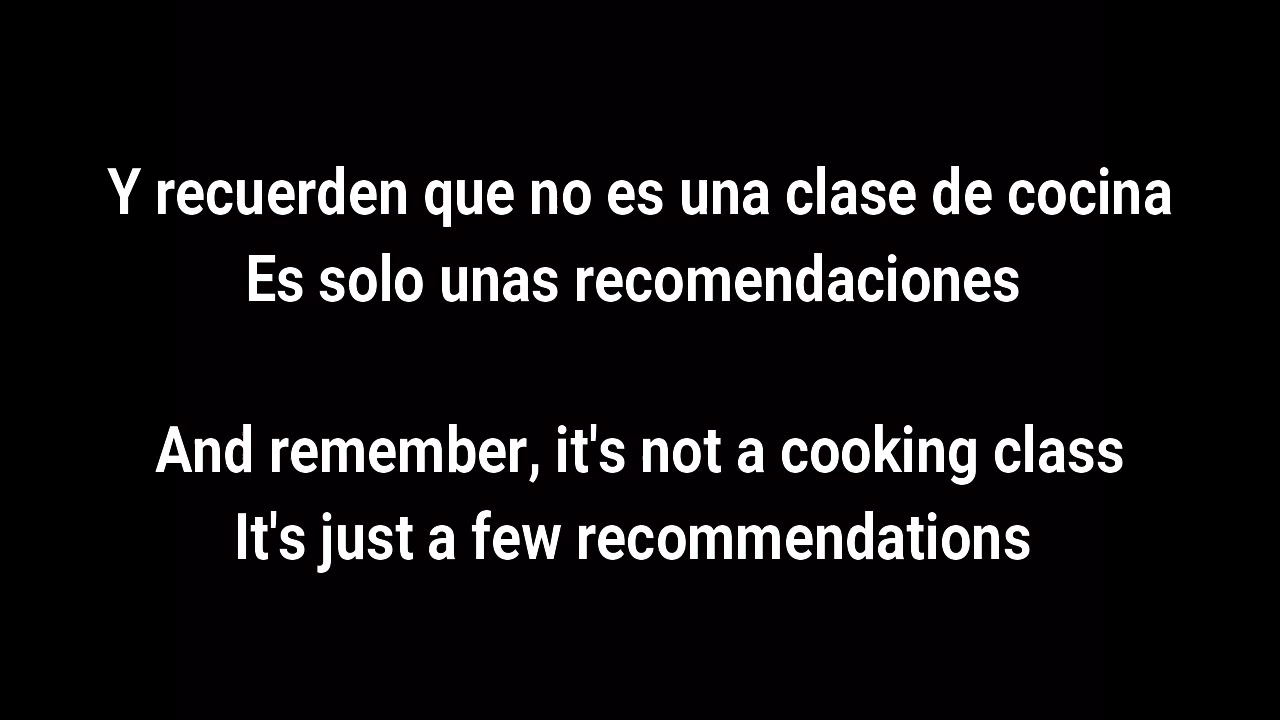 Y recuerden que no es una clase de cocina
Es solo unas recomendaciones
And remember, it's not a cooking class
It's just a few recommendations